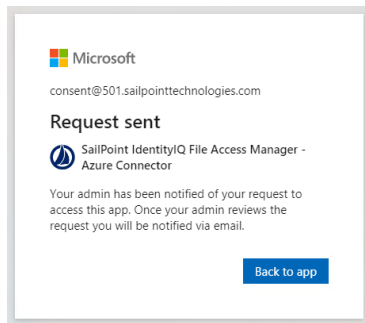 Microsoft
consent@501.sailpointtechnologies.com
Request sent
SailPoint IdentityIQ File Access Manager -
Azure Connector
Your admin has been notified of your request to
access this app. Once your admin reviews the
request you will be notified via email.
Back to app